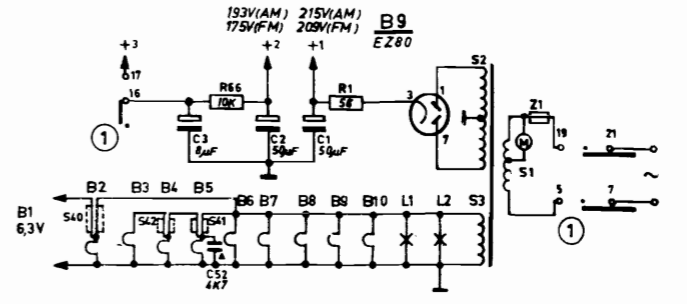 193V(AM) 215V(AM) B9
175V(FM) 209V(FM) EZ80
+3 +2 +1 S2
17
16 R66 R1 3 1
10K 56 Z1
19 21
M
C3 C2 C1 7
8µF 50µF 50µF S1
1
5 7
~
B2 B3 B4 B5 B6 B7 B8 B9 B10 L1 L2 S3
B1 S40 S42 S41 1
6,3V
C52
4K7